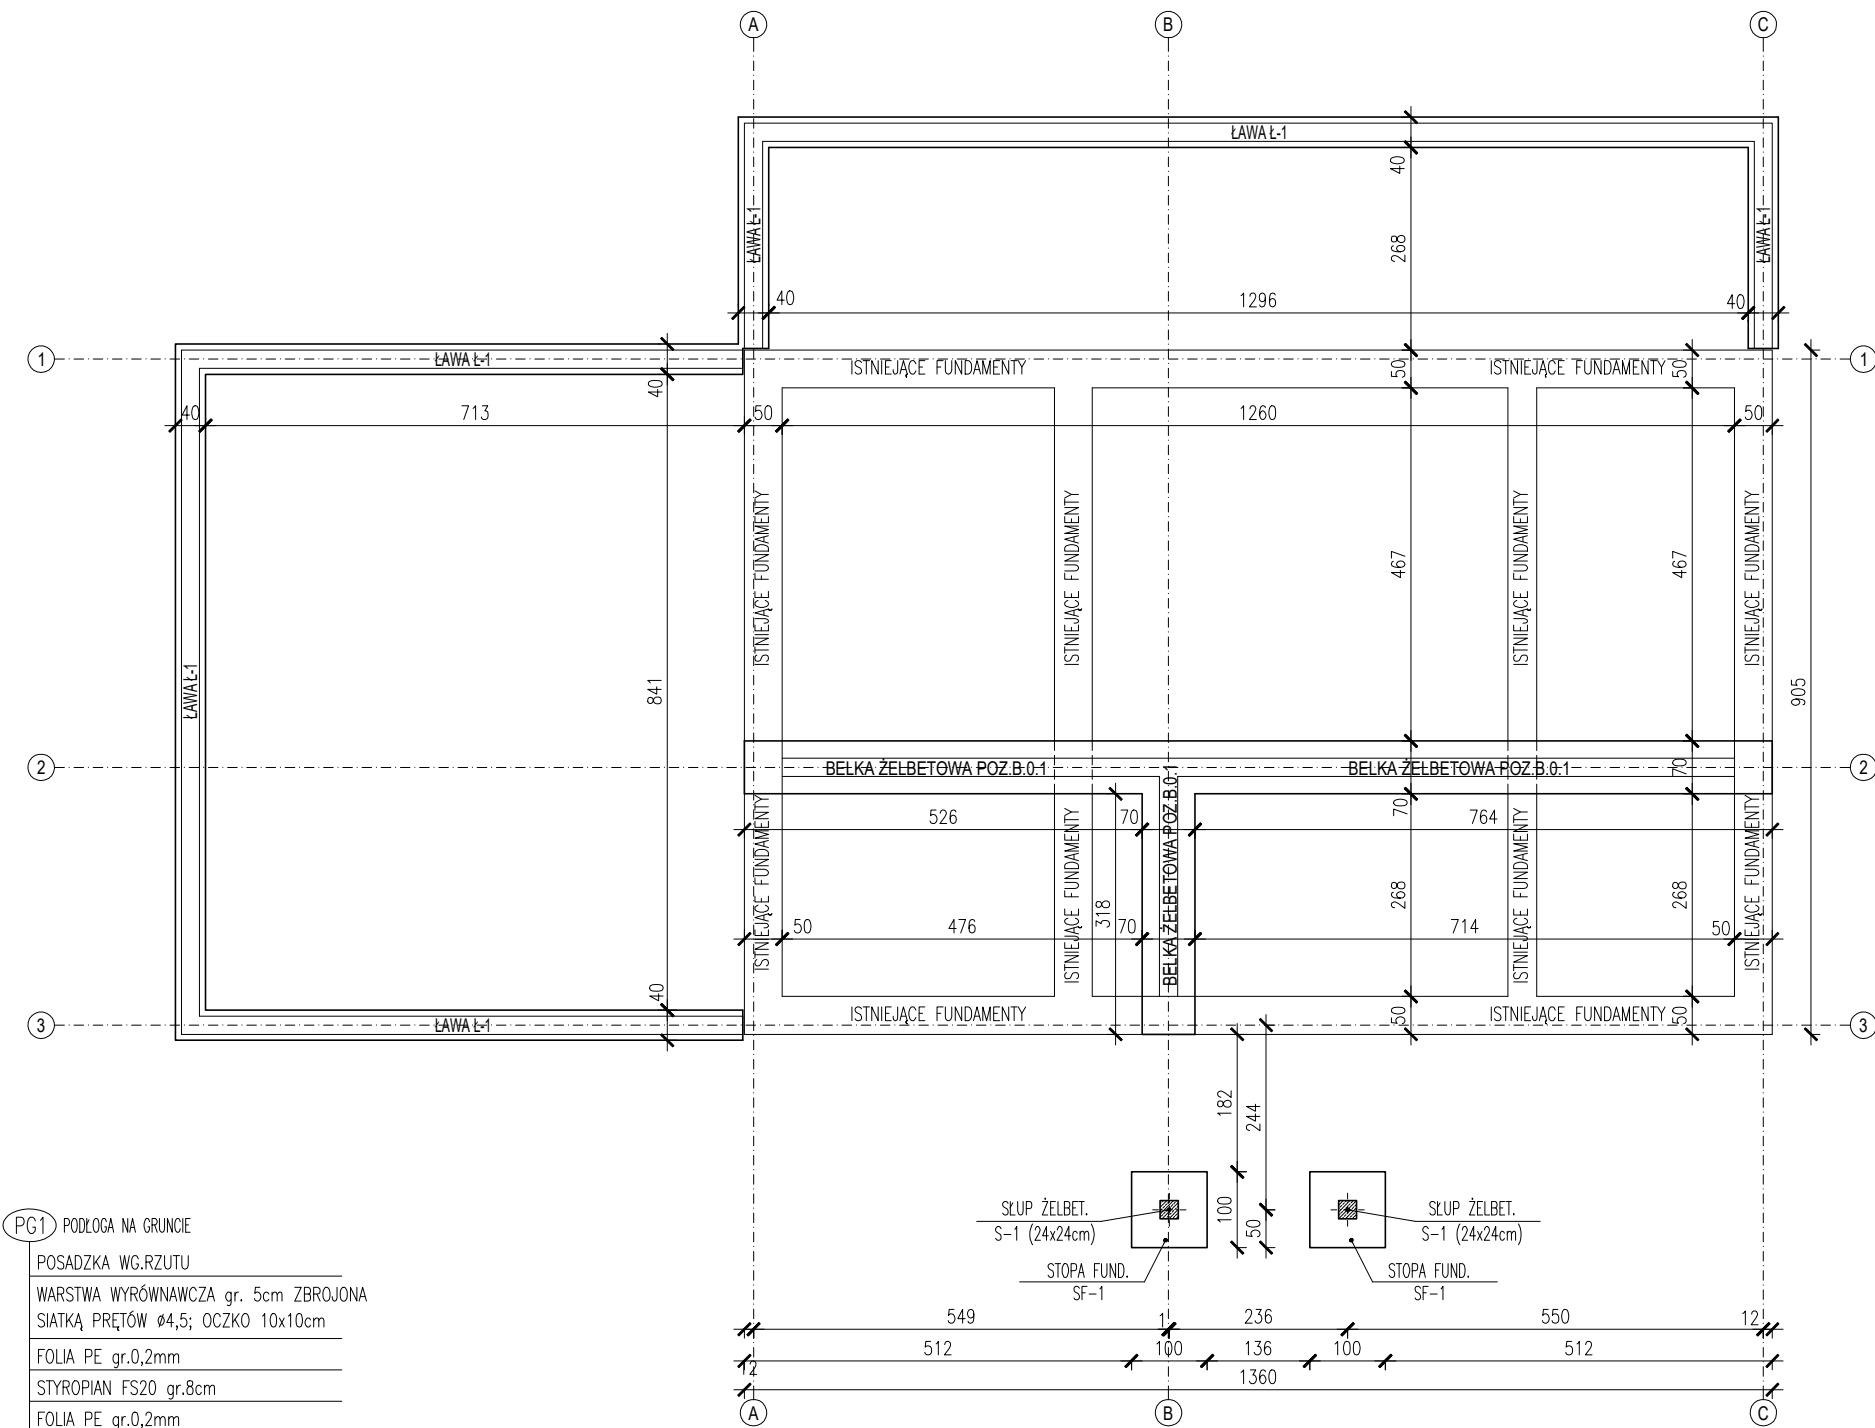 A
B
C
ŁAWA Ł-1
40
ŁAWA Ł-1
268
ŁAWA Ł-1
40
1296
40
1
ŁAWA Ł-1
40
ISTNIEJĄCE FUNDAMENTY
50
ISTNIEJĄCE FUNDAMENTY
50
1
40
713
50
1260
50
ISTNIEJĄCE FUNDAMENTY
ISTNIEJĄCE FUNDAMENTY
467
ISTNIEJĄCE FUNDAMENTY
467
ISTNIEJĄCE FUNDAMENTY
ŁAWA Ł-1
841
905
2
BELKA ŻELBETOWA POZ.B.0.1
BELKA ŻELBETOWA POZ.B.0.1
70
2
526
70
BELKA ŻELBETOWA POZ.B.0.1
70
764
ISTNIEJĄCE FUNDAMENTY
ISTNIEJĄCE FUNDAMENTY
318
268
ISTNIEJĄCE FUNDAMENTY
268
ISTNIEJĄCE FUNDAMENTY
50
476
70
714
50
40
3
ŁAWA Ł-1
ISTNIEJĄCE FUNDAMENTY
50
ISTNIEJĄCE FUNDAMENTY
50
3
182
244
100
50
SŁUP ŻELBET.
S-1 (24x24cm)
STOPA FUND.
SF-1
SŁUP ŻELBET.
S-1 (24x24cm)
STOPA FUND.
SF-1
PG1 PODŁOGA NA GRUNCIE
POSADZKA WG.RZUTU
WARSTWA WYRÓWNAWCZA gr. 5cm ZBROJONA
SIATKĄ PRĘTÓW Ø4,5; OCZKO 10x10cm
FOLIA PE gr.0,2mm
STYROPIAN FS20 gr.8cm
FOLIA PE gr.0,2mm
549
1
236
550
12
12
512
100
136
100
512
1360
A
B
C